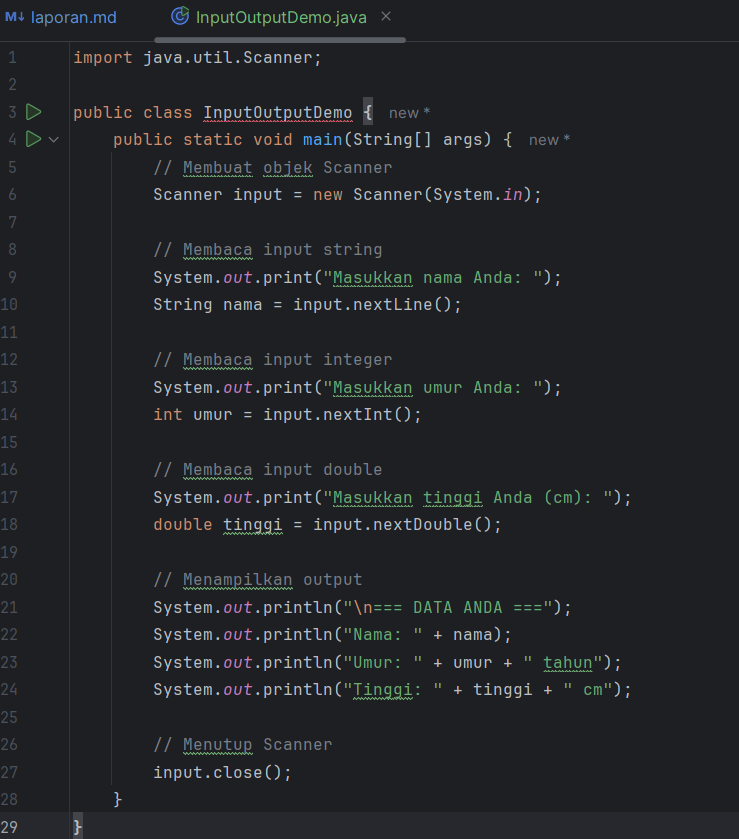 M↓ laporan.md InputOutputDemo.java
1 import java.util.Scanner;
2
3 public class InputOutputDemo { new *
4 public static void main(String[] args) { new *
5 // Membuat objek Scanner
6 Scanner input = new Scanner(System.in);
7
8 // Membaca input string
9 System.out.print("Masukkan nama Anda: ");
10 String nama = input.nextLine();
11
12 // Membaca input integer
13 System.out.print("Masukkan umur Anda: ");
14 int umur = input.nextInt();
15
16 // Membaca input double
17 System.out.print("Masukkan tinggi Anda (cm): ");
18 double tinggi = input.nextDouble();
19
20 // Menampilkan output
21 System.out.println("\n=== DATA ANDA ===");
22 System.out.println("Nama: " + nama);
23 System.out.println("Umur: " + umur + " tahun");
24 System.out.println("Tinggi: " + tinggi + " cm");
25
26 // Menutup Scanner
27 input.close();
28 }
29 }